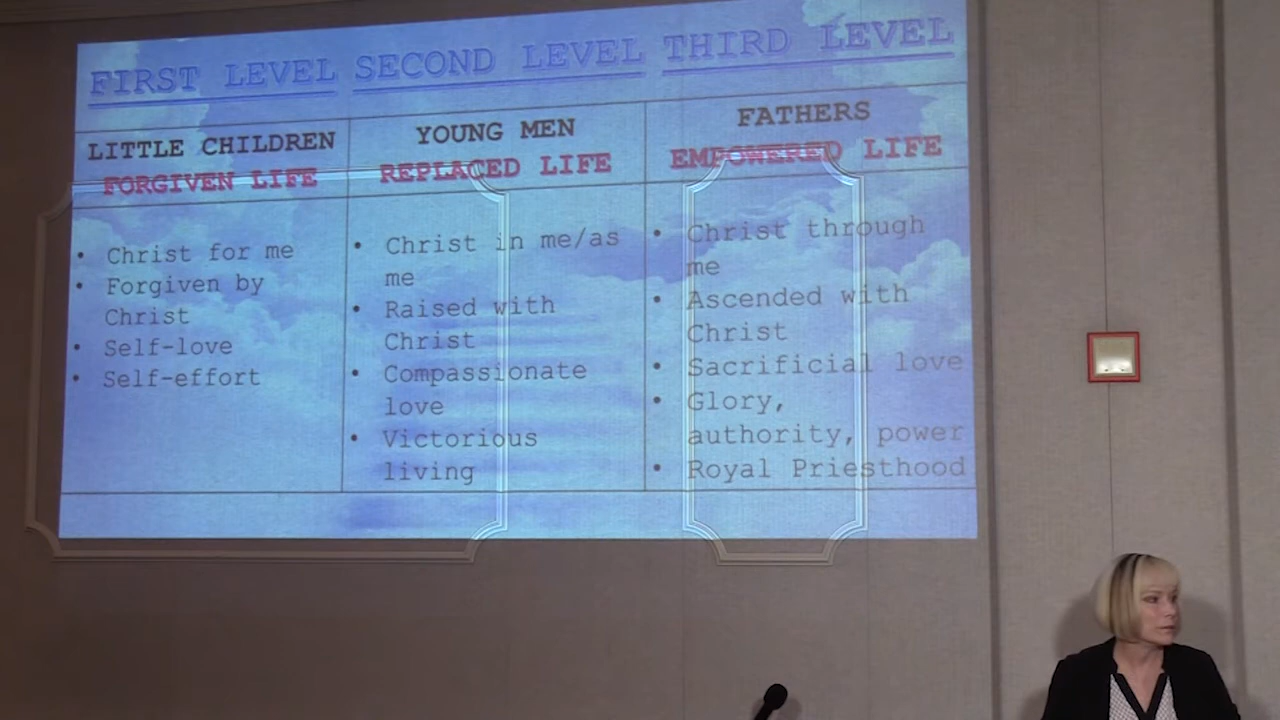 FIRST LEVEL SECOND LEVEL THIRD LEVEL
LITTLE CHILDREN
FORGIVEN LIFE
• Christ for me
• Forgiven by
Christ
• Self-love
• Self-effort
YOUNG MEN
REPLACED LIFE
• Christ in me/as
me
• Raised with
Christ
• Compassionate
love
• Victorious
living
FATHERS
EMPOWERED LIFE
• Christ through
me
• Ascended with
Christ
• Sacrificial love
• Glory,
authority, power
• Royal Priesthood